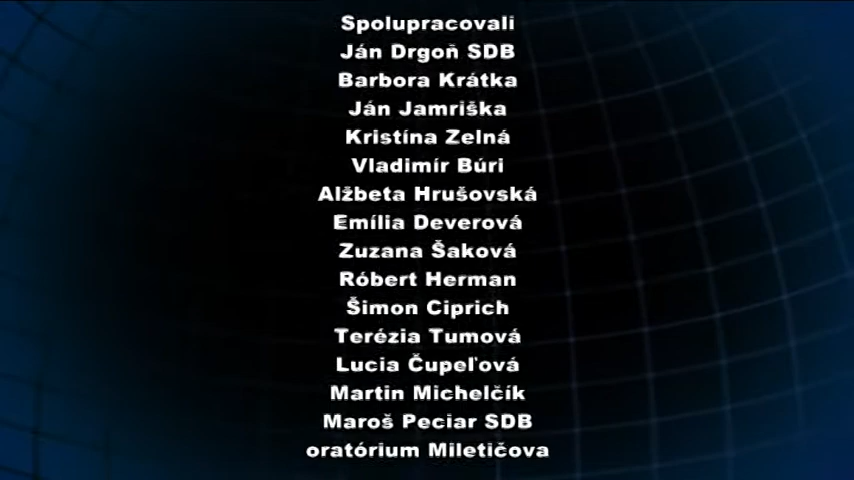 Spolupracovali
Ján Drgoň SDB
Barbora Krátka
Ján Jamriška
Kristína Zelná
Vladimír Búri
Alžbeta Hrušovská
Emília Deverová
Zuzana Šaková
Róbert Herman
Šimon Ciprich
Terézia Tumová
Lucia Čupeľová
Martin Michelčík
Maroš Peciar SDB
oratórium Miletičova